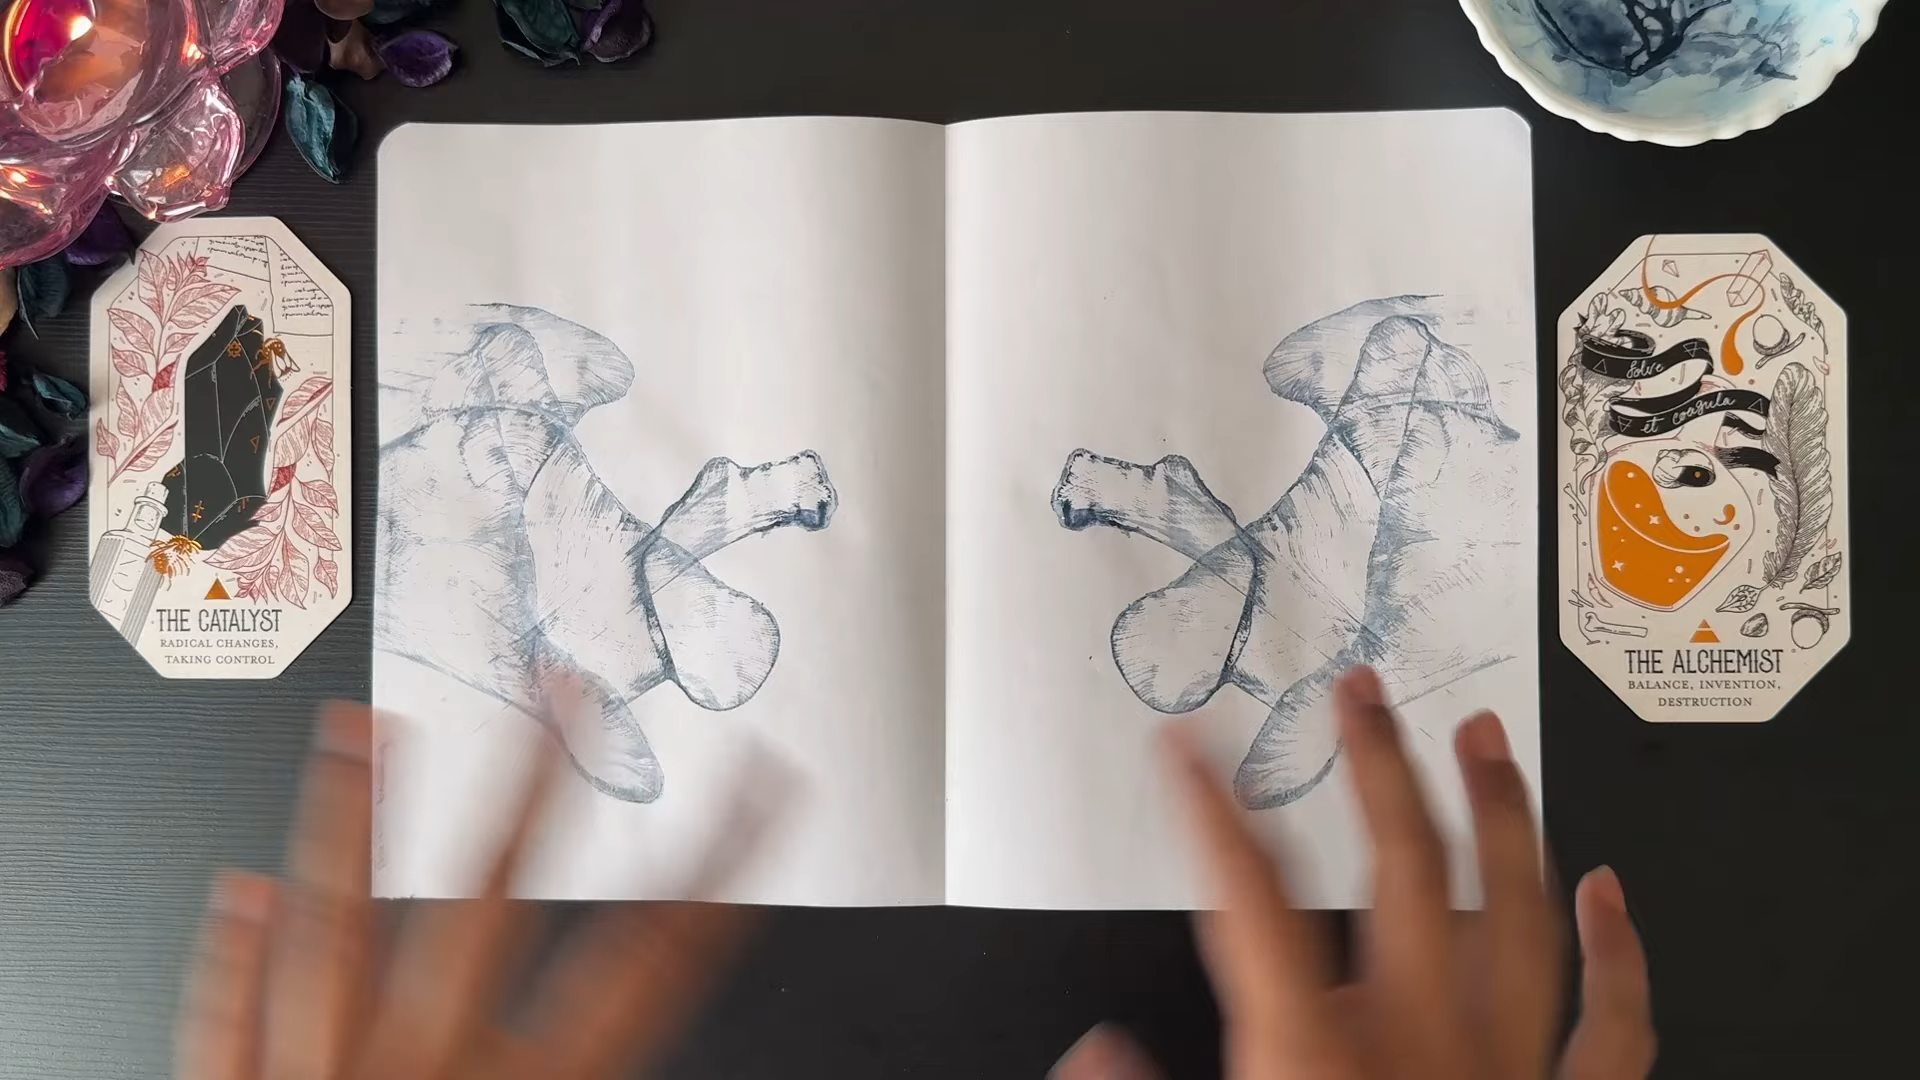 THE CATALYST
RADICAL CHANGES,
TAKING CONTROL
Solve
et coagula
THE ALCHEMIST
BALANCE, INVENTION,
DESTRUCTION